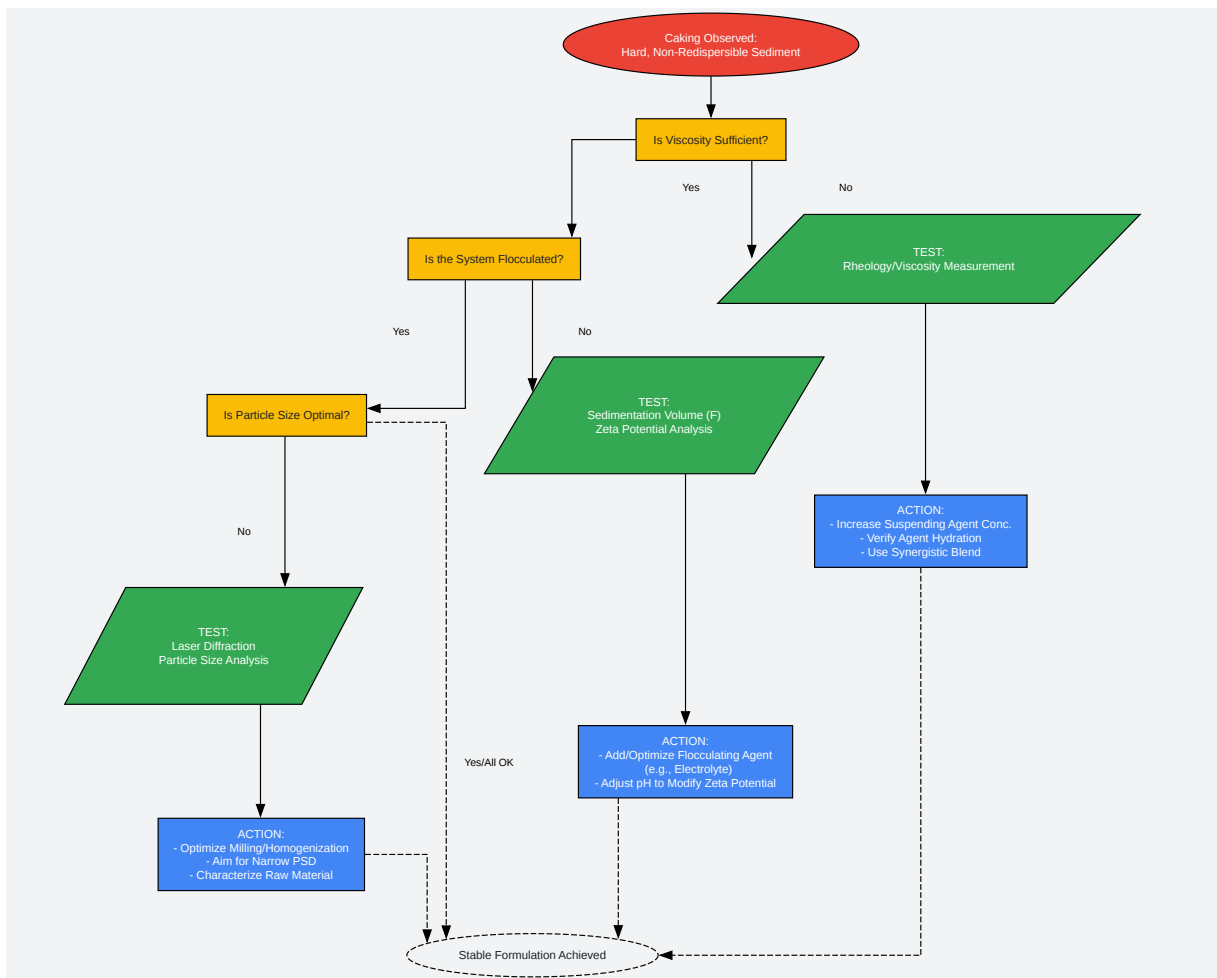 Caking Observed:
Hard, Non-Redispersible Sediment
Is Viscosity Sufficient?
Yes
No
Is the System Flocculated?
TEST:
Rheology/Viscosity Measurement
Yes
No
Is Particle Size Optimal?
TEST:
Sedimentation Volume (F)
Zeta Potential Analysis
No
ACTION:
- Increase Suspending Agent Conc.
- Verify Agent Hydration
- Use Synergistic Blend
TEST:
Laser Diffraction
Particle Size Analysis
Yes/All OK
ACTION:
- Add/Optimize Flocculating Agent
(e.g., Electrolyte)
- Adjust pH to Modify Zeta Potential
ACTION:
- Optimize Milling/Homogenization
- Aim for Narrow PSD
- Characterize Raw Material
Stable Formulation Achieved